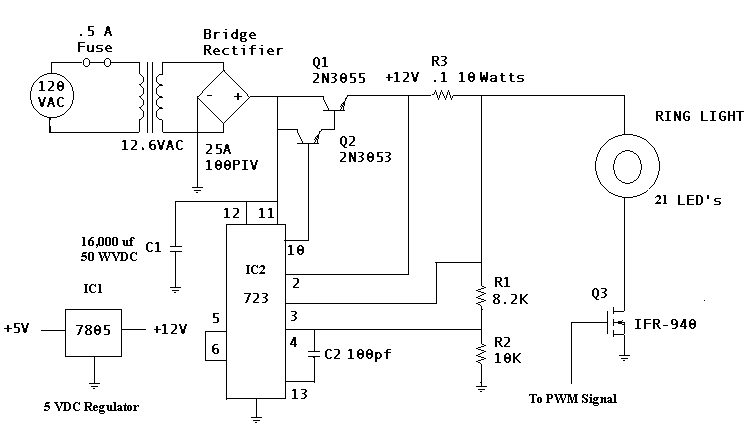 .5 A
Fuse
120
VAC
12.6VAC
Bridge
Rectifier
-
+
25A
100PIV
Q1
2N3055
Q2
2N3053
+12V
R3
.1 10Watts
RING LIGHT
21 LED's
Q3
IFR-940
To PWM Signal
16,000 uf
50 WVDC
C1
12
11
10
IC2
723
2
3
4
5
6
13
C2 100pf
R1
8.2K
R2
10K
IC1
+5V
7805
+12V
5 VDC Regulator